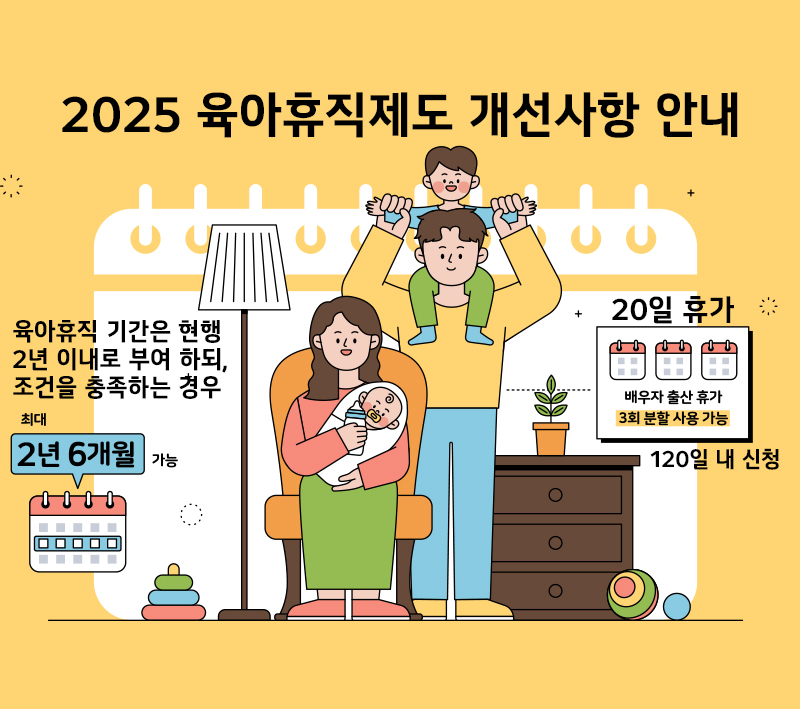 2025 육아휴직제도 개선사항 안내
육아휴직 기간은 현행
2년 이내로 부여 하되,
조건을 충족하는 경우
최대
2년 6개월 가능
20일 휴가
배우자 출산 휴가
3회 분할 사용 가능
120일 내 신청